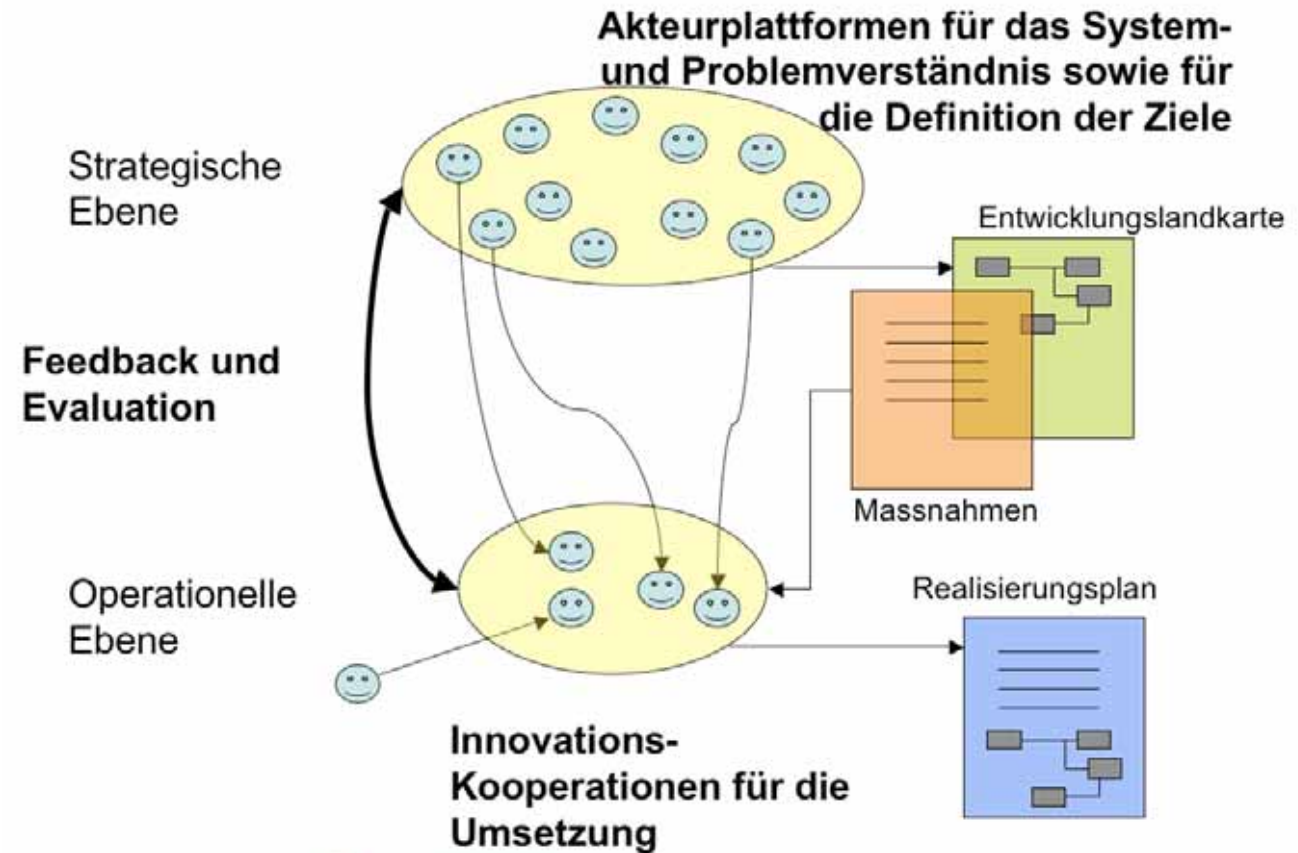 Akteurplattformen für das System-
und Problemverständnis sowie für
die Definition der Ziele
Strategische
Ebene
Entwicklungslandkarte
Feedback und
Evaluation
Massnahmen
Operationelle
Ebene
Realisierungsplan
Innovations-
Kooperationen für die
Umsetzung